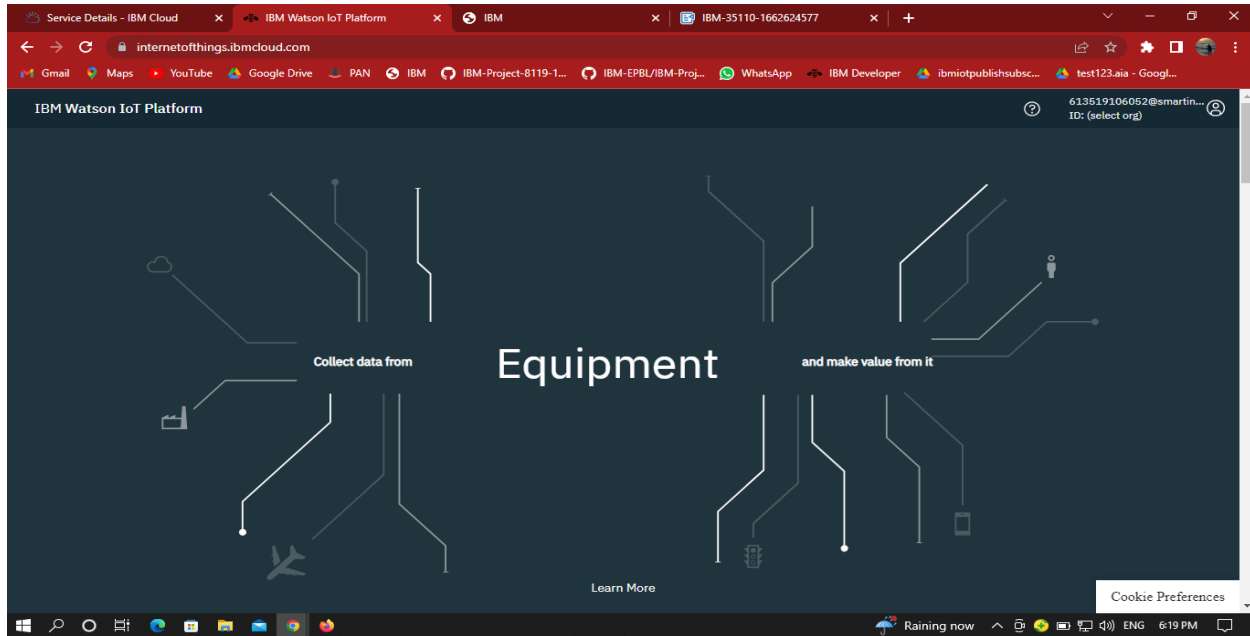 Service Details - IBM Cloud
IBM Watson IoT Platform
IBM
IBM-35110-1662624577
internetofthings.ibmcloud.com
Gmail
Maps
YouTube
Google Drive
PAN
IBM
IBM-Project-8119-1...
IBM-EPBL/IBM-Proj...
WhatsApp
IBM Developer
ibmiotpublishsubsc...
test123.aia - Googl...
IBM Watson IoT Platform
613519106052@smartin...
ID: (select org)
Collect data from
Equipment
and make value from it
Learn More
Cookie Preferences
Raining now
ENG
6:19 PM